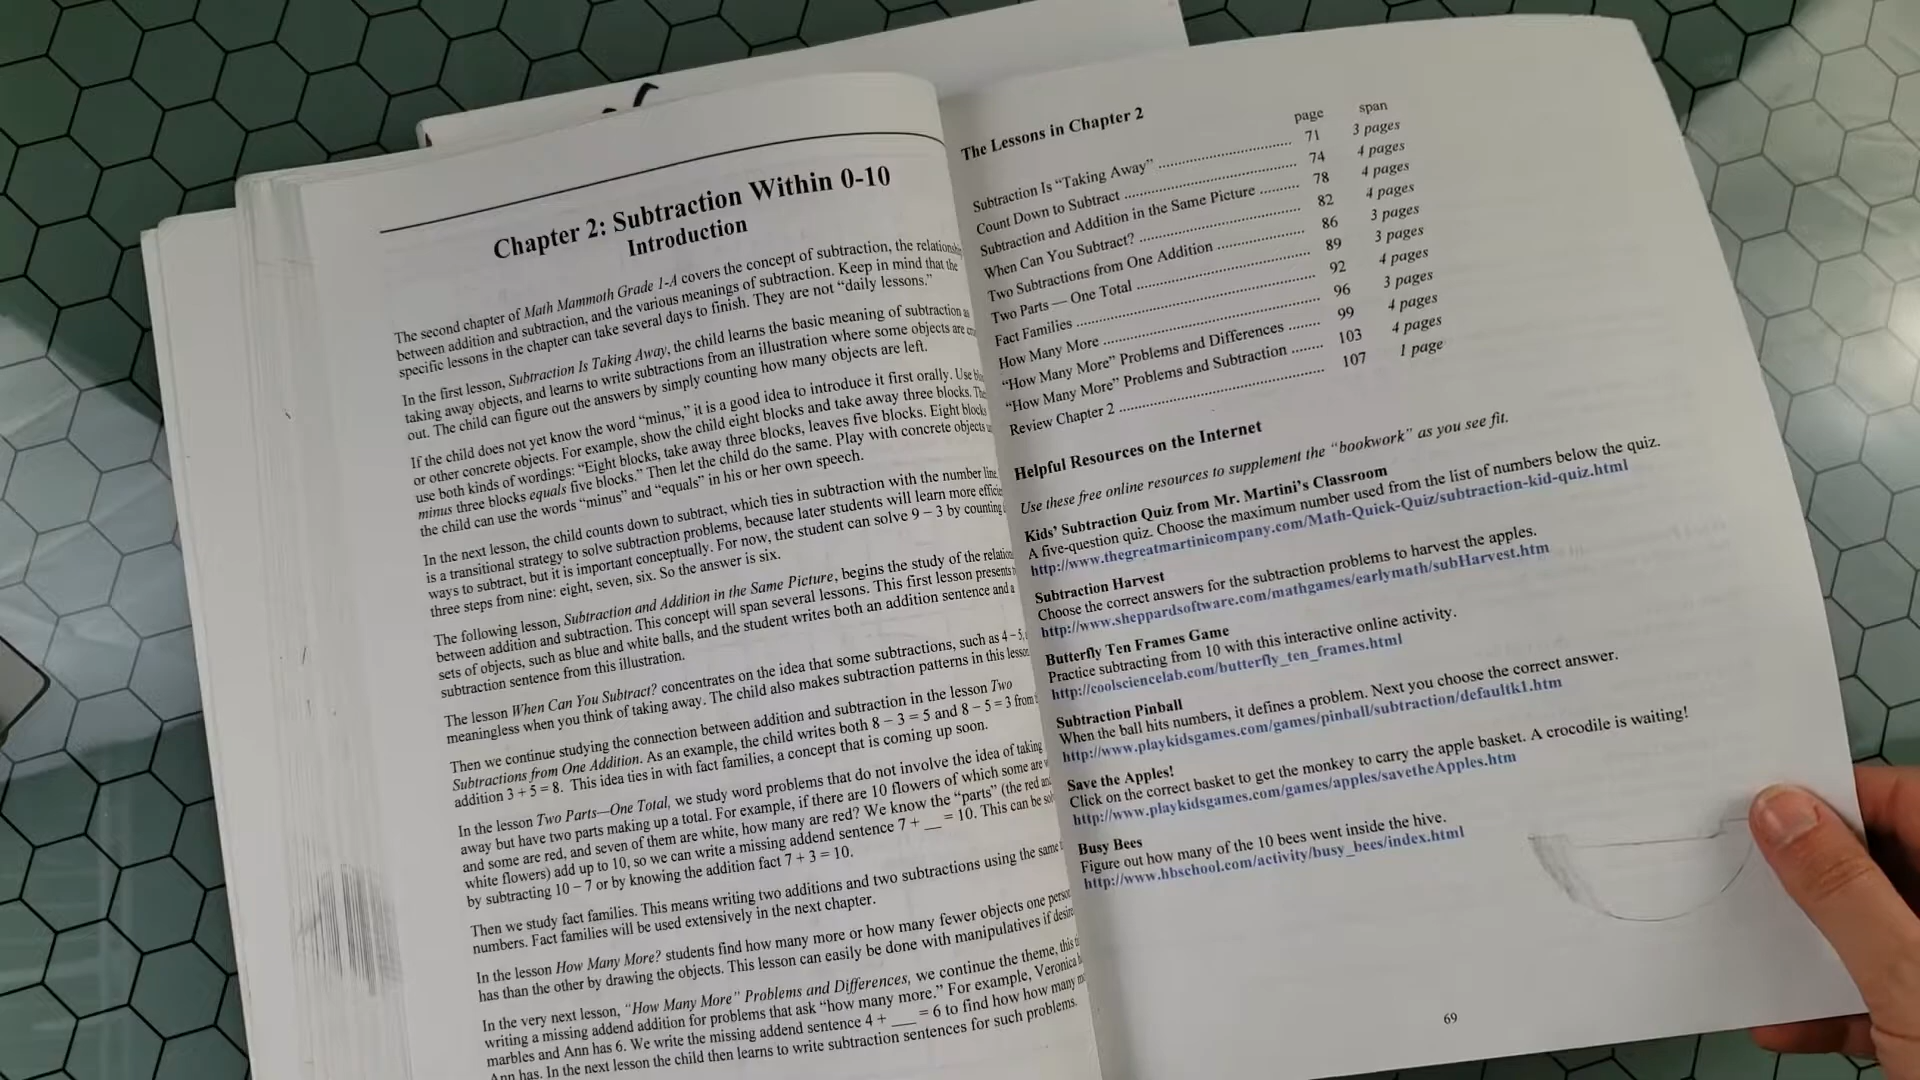 Chapter 2: Subtraction Within 0-10
Introduction
The second chapter of Math Mammoth Grade 1-A covers the concept of subtraction, the
between addition and subtraction, and the various meanings of subtraction. Keep in mind that the
specific lessons in the chapter can take several days to finish. They are not “daily lessons.”
In the first lesson, Subtraction Is Taking Away, the child learns the basic meaning of subtraction as
taking away objects, and learns to write subtractions from an illustration where some objects are
out. The child can figure out the answers by simply counting how many objects are left.
If the child does not yet know the word “minus,” it is a good idea to introduce it first orally. Use
or other concrete objects. For example, show the child eight blocks and take away three blocks.
use both kinds of wordings: “Eight blocks, take away three blocks, leaves five blocks. Eight blocks
minus three blocks equals five blocks.” Then let the child do the same. Play with concrete objects
the child can use the words “minus” and “equals” in his or her own speech.
In the next lesson, the child counts down to subtract, which ties in subtraction with the number line.
is a transitional strategy to solve subtraction problems, because later students will learn more
ways to subtract, but it is important conceptually. For now, the student can solve 9 – 3 by counting
three steps from nine: eight, seven, six. So the answer is six.
The following lesson, Subtraction and Addition in the Same Picture, begins the study of the
between addition and subtraction. This concept will span several lessons. This first lesson presents
sets of objects, such as blue and white balls, and the student writes both an addition sentence and a
subtraction sentence from this illustration.
The lesson When Can You Subtract? concentrates on the idea that some subtractions, such as 4 – 5,
meaningless when you think of taking away. The child also makes subtraction patterns in this
Then we continue studying the connection between addition and subtraction in the lesson Two
Subtractions from One Addition. As an example, the child writes both 8 – 3 = 5 and 8 – 5 = 3 from
addition 3 + 5 = 8. This idea ties in with fact families, a concept that is coming up soon.
In the lesson Two Parts—One Total, we study word problems that do not involve the idea of taking
away but have two parts making up a total. For example, if there are 10 flowers of which some are
and some are red, and seven of them are white, how many are red? We know the “parts” (the red
white flowers) add up to 10, so we can write a missing addend sentence 7 + __ = 10. This can be
by subtracting 10 – 7 or by knowing the addition fact 7 + 3 = 10.
Then we study fact families. This means writing two additions and two subtractions using the same
numbers. Fact families will be used extensively in the next chapter.
In the lesson How Many More? students find how many more or how many fewer objects one
has than the other by drawing the objects. This lesson can easily be done with manipulatives if
In the very next lesson, “How Many More” Problems and Differences, we continue the theme, this
writing a missing addend addition for problems that ask “how many more.” For example, Veronica
marbles and Ann has 6. We write the missing addend sentence 4 + ___ = 6 to find how how many
Ann has. In the next lesson the child then learns to write subtraction sentences for such problems.
The Lessons in Chapter 2
page span
Subtraction Is “Taking Away” 71 3 pages
Count Down to Subtract 74 4 pages
Subtraction and Addition in the Same Picture 78 4 pages
When Can You Subtract? 82 4 pages
Two Subtractions from One Addition 86 3 pages
Two Parts — One Total 89 3 pages
Fact Families 92 4 pages
How Many More 96 3 pages
“How Many More” Problems and Differences 99 4 pages
“How Many More” Problems and Subtraction 103 4 pages
Review Chapter 2 107 1 page
Helpful Resources on the Internet
Use these free online resources to supplement the “bookwork” as you see fit.
Kids’ Subtraction Quiz from Mr. Martini’s Classroom
A five-question quiz. Choose the maximum number used from the list of numbers below the quiz.
http://www.thegreatmartinicompany.com/Math-Quick-Quiz/subtraction-kid-quiz.html
Subtraction Harvest
Choose the correct answers for the subtraction problems to harvest the apples.
http://www.sheppardsoftware.com/mathgames/earlymath/subHarvest.htm
Butterfly Ten Frames Game
Practice subtracting from 10 with this interactive online activity.
http://coolsciencelab.com/butterfly_ten_frames.html
Subtraction Pinball
When the ball hits numbers, it defines a problem. Next you choose the correct answer.
http://www.playkidsgames.com/games/pinball/subtraction/defaultk1.htm
Save the Apples!
Click on the correct basket to get the monkey to carry the apple basket. A crocodile is waiting!
http://www.playkidsgames.com/games/apples/savetheApples.htm
Busy Bees
Figure out how many of the 10 bees went inside the hive.
http://www.hbschool.com/activity/busy_bees/index.html
69